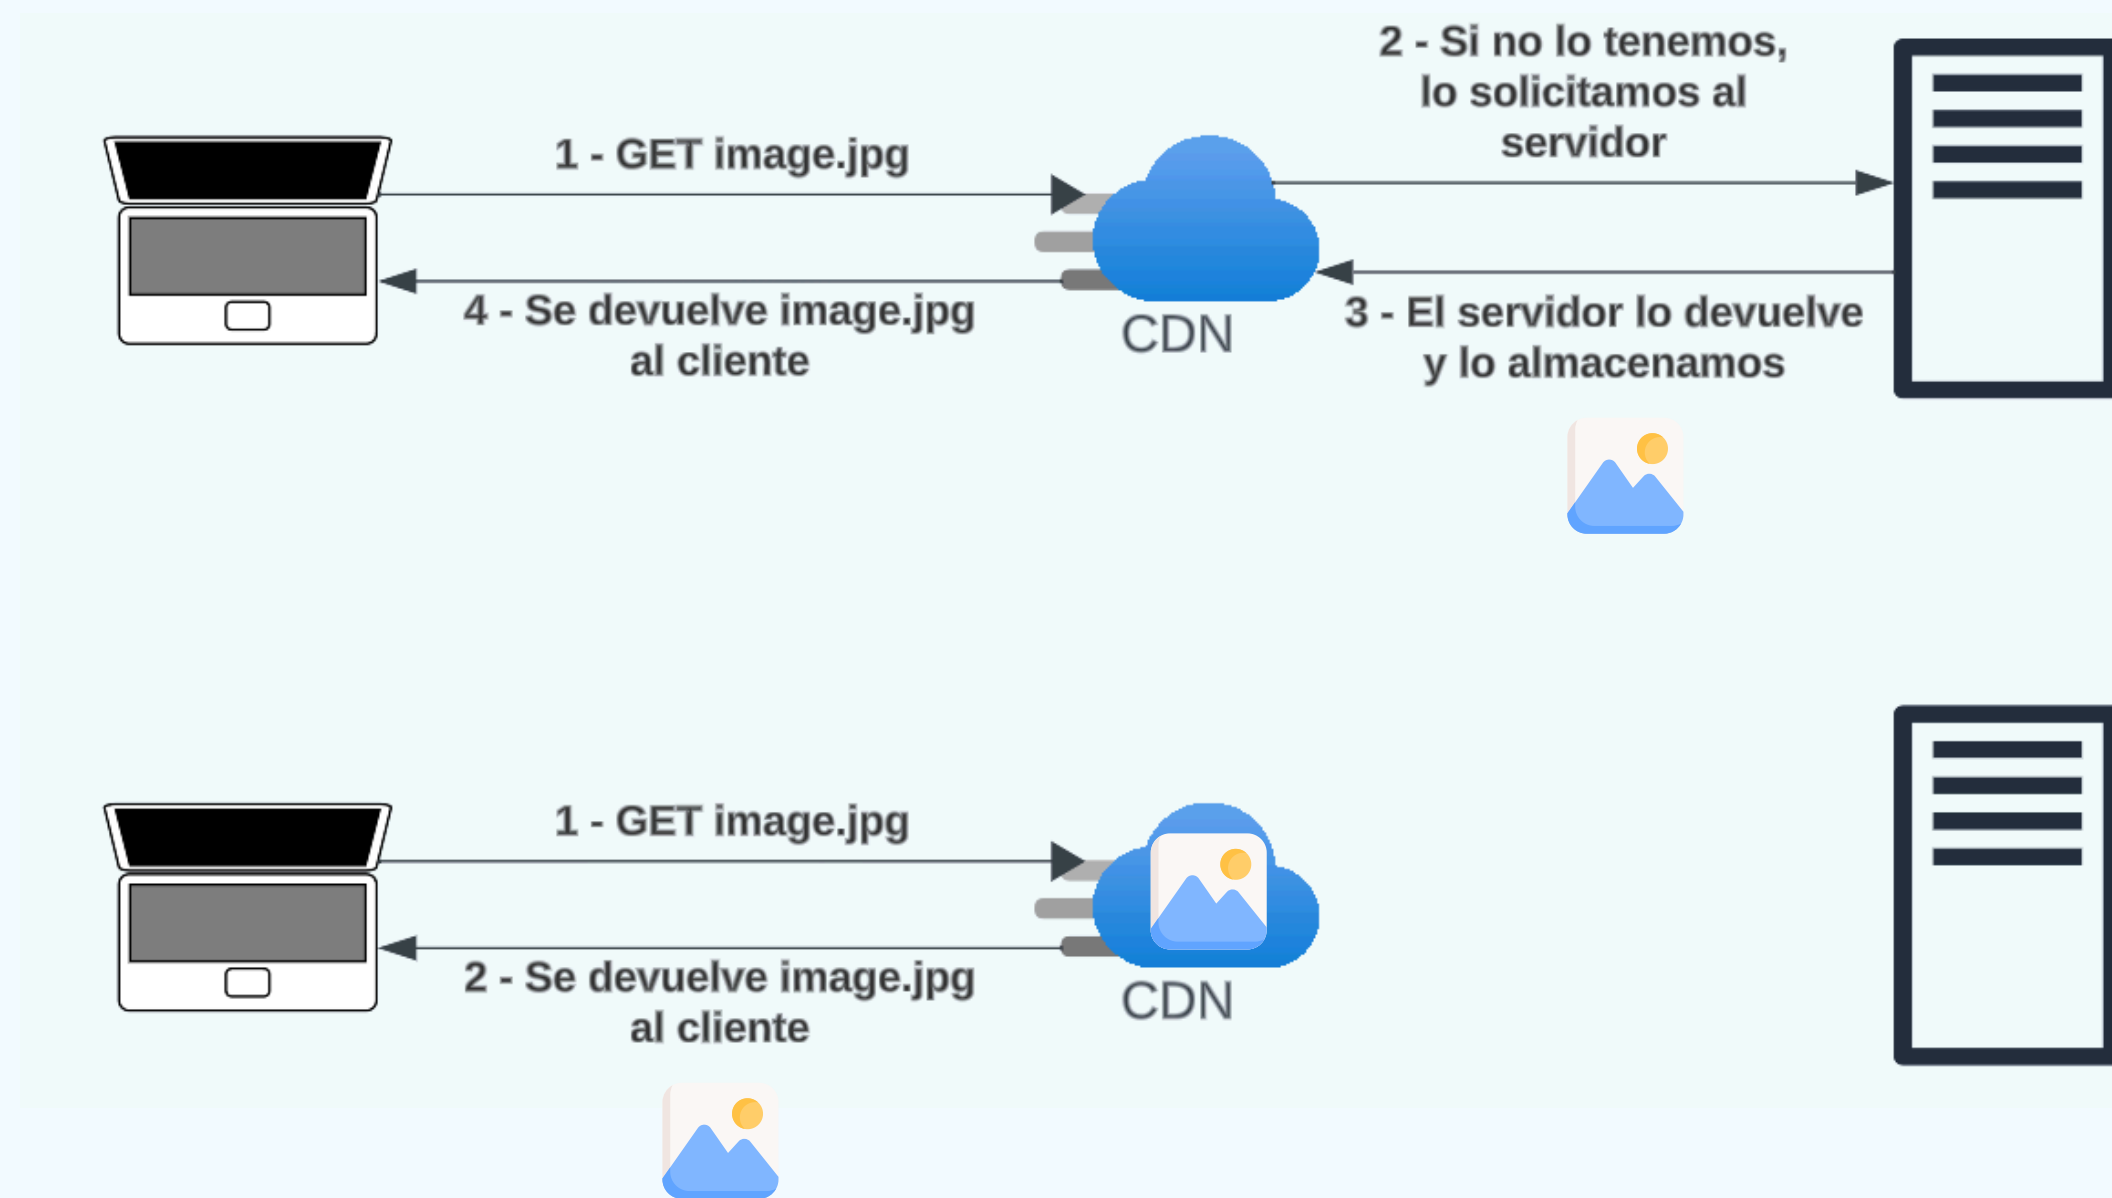 2 - Si no lo tenemos,
lo solicitamos al
servidor
1 - GET image.jpg
4 - Se devuelve image.jpg
al cliente
CDN
3 - El servidor lo devuelve
y lo almacenamos
1 - GET image.jpg
2 - Se devuelve image.jpg
al cliente
CDN